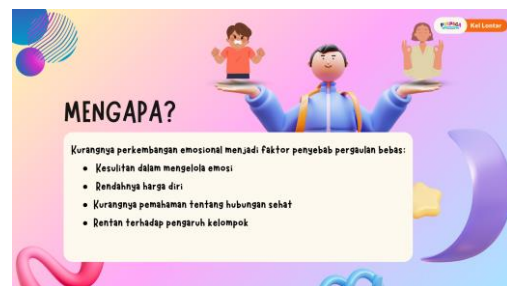 Kel Lontar
MENGAPA?
Kurangnya perkembangan emosional menjadi faktor penyebab pergaulan bebas:
• Kesulitan dalam mengelola emosi
• Rendahnya harga diri
• Kurangnya pemahaman tentang hubungan sehat
• Rentan terhadap pengaruh kelompok